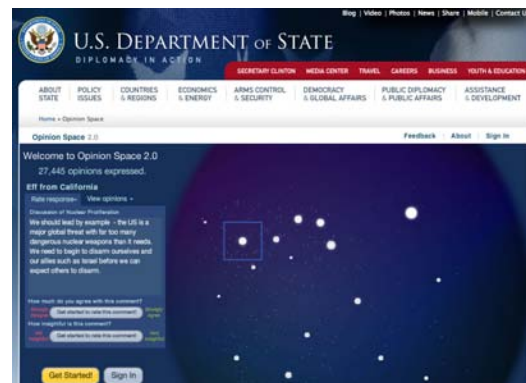 Blog | Video | Photos | News | Share | Mobile | Contact U
U.S. DEPARTMENT OF STATE
DIPLOMACY IN ACTION
SECRETARY CLINTON MEDIA CENTER TRAVEL CAREERS BUSINESS YOUTH & EDUCATION
ABOUT STATE POLICY ISSUES COUNTRIES & REGIONS ECONOMICS & ENERGY ARMS CONTROL & SECURITY DEMOCRACY & GLOBAL AFFAIRS PUBLIC DIPLOMACY & PUBLIC AFFAIRS ASSISTANCE & DEVELOPMENT
Home » Opinion Space
Opinion Space 2.0 Feedback | About | Sign In
Welcome to Opinion Space 2.0
27,445 opinions expressed.
Eff from California
Rate response View opinions
Discussion of Nuclear Proliferation
We should lead by example - the US is a
major global threat with far too many
dangerous nuclear weapons than it needs.
We need to begin to disarm ourselves and
our allies such as Israel before we can
expect others to disarm.
How much do you agree with this comment?
strongly disagree Get started to rate this comment! strongly agree
How insightful is this comment?
Get started to rate this comment!
Get Started! Sign In